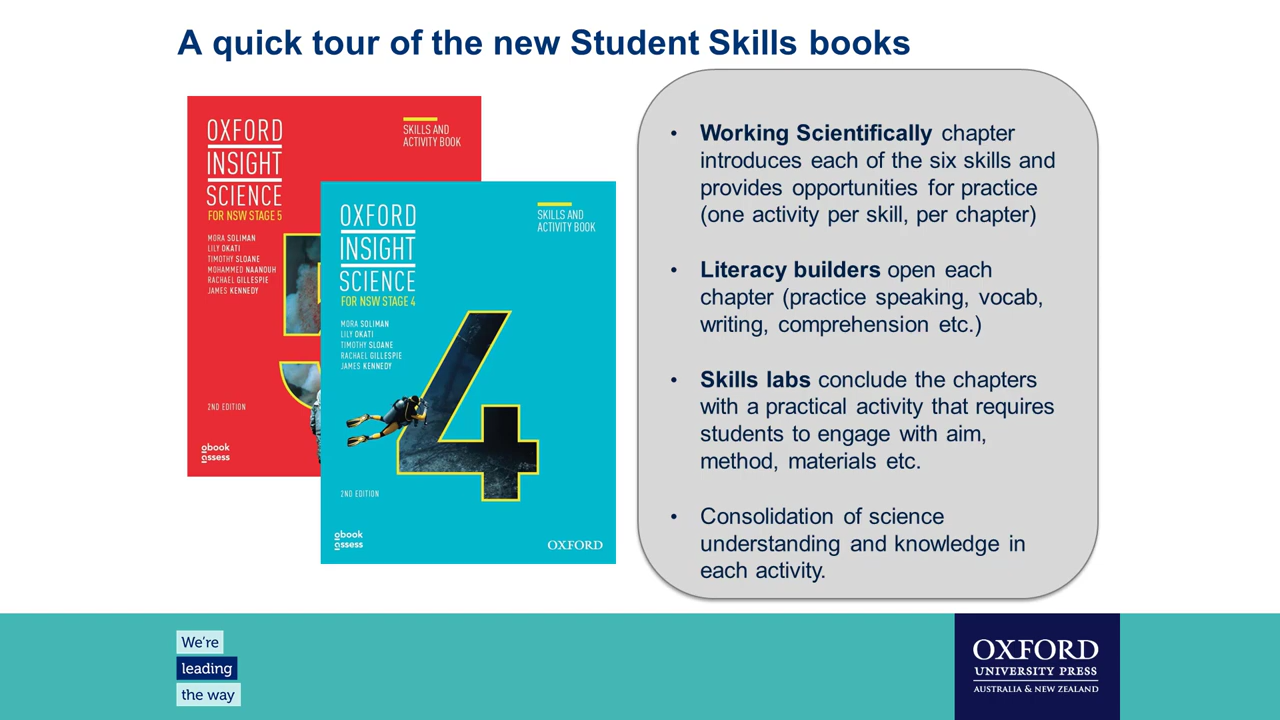 A quick tour of the new Student Skills books
OXFORD
INSIGHT
SCIENCE
FOR NSW STAGE 5
SKILLS AND
ACTIVITY BOOK
MORA SOLIMAN
LILY OKATI
TIMOTHY SLOANE
MOHAMMED NAANOUH
RACHAEL GILLESPIE
JAMES KENNEDY
2ND EDITION
obook
assess
OXFORD
INSIGHT
SCIENCE
FOR NSW STAGE 4
SKILLS AND
ACTIVITY BOOK
MORA SOLIMAN
LILY OKATI
TIMOTHY SLOANE
RACHAEL GILLESPIE
JAMES KENNEDY
4
2ND EDITION
obook
assess
OXFORD
• Working Scientifically chapter
introduces each of the six skills and
provides opportunities for practice
(one activity per skill, per chapter)
• Literacy builders open each
chapter (practice speaking, vocab,
writing, comprehension etc.)
• Skills labs conclude the chapters
with a practical activity that requires
students to engage with aim,
method, materials etc.
• Consolidation of science
understanding and knowledge in
each activity.
We're
leading
the way
OXFORD
UNIVERSITY PRESS
AUSTRALIA & NEW ZEALAND